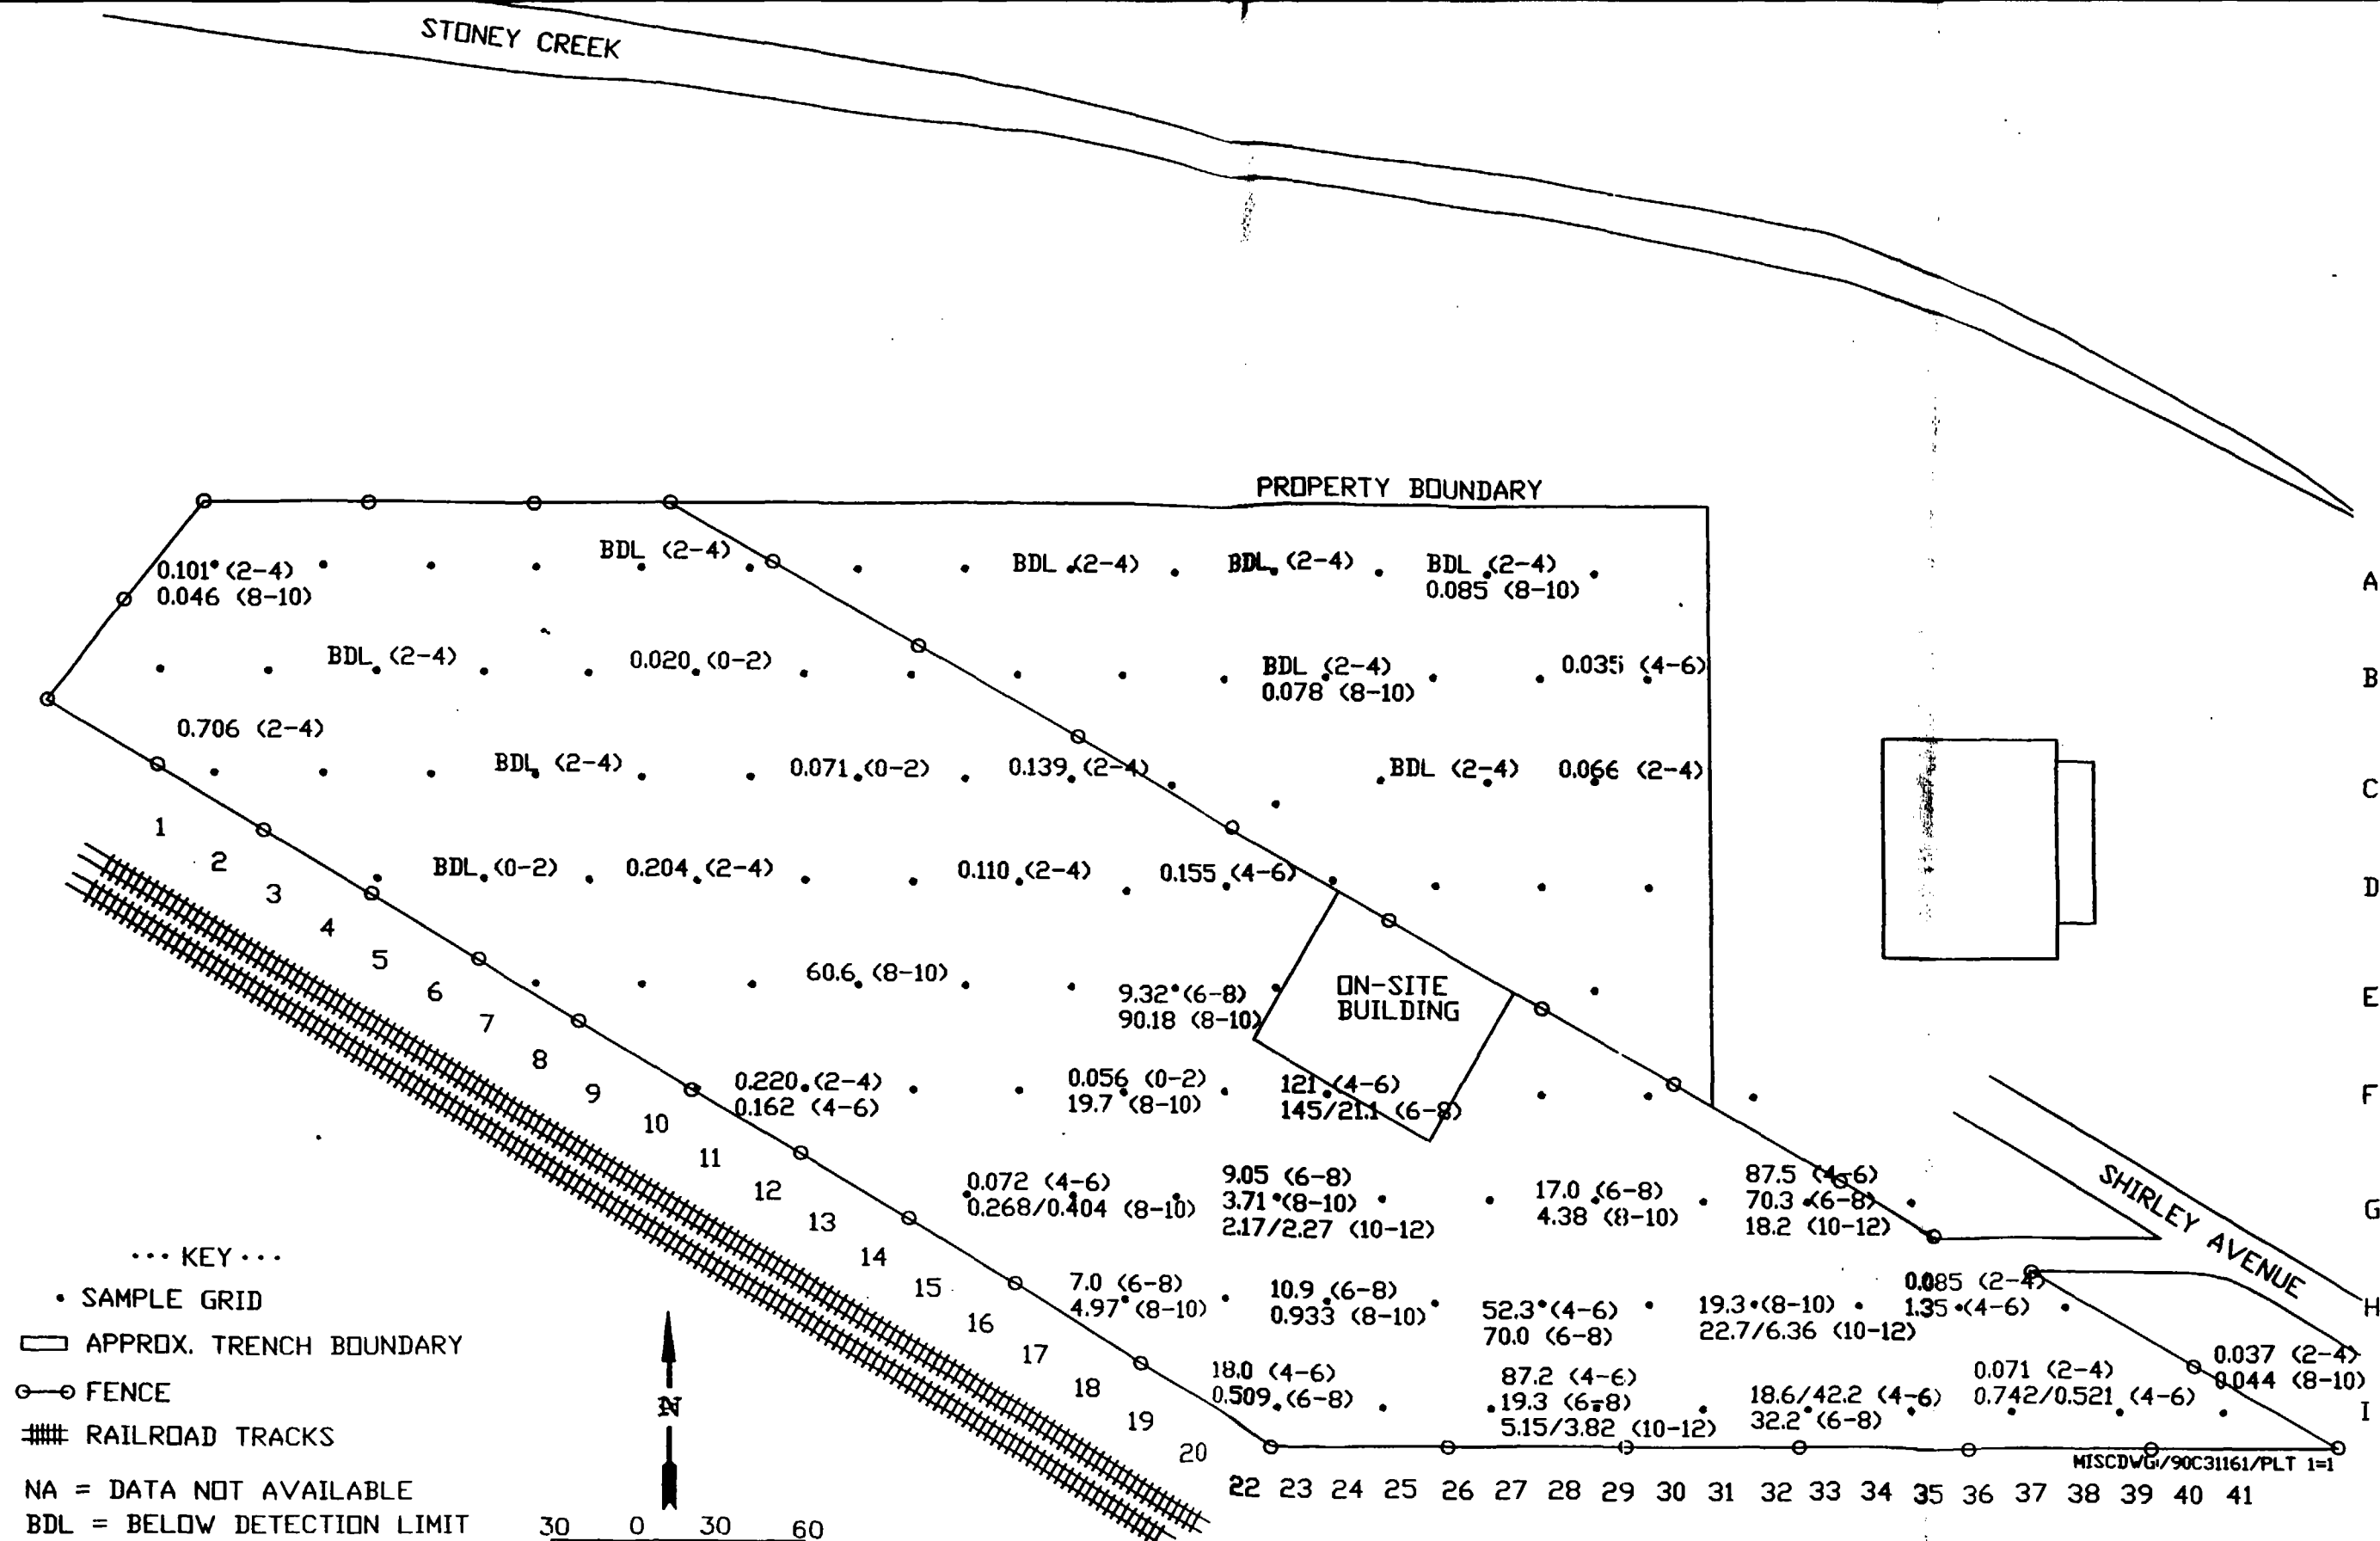 STONEY CREEK
PROPERTY BOUNDARY
BDL (2-4)
BDL (2-4)
BDL (2-4)
BDL (2-4)
0.085 (8-10)
0.101 (2-4)
0.046 (8-10)
A
BDL (2-4)
0.020 (0-2)
BDL (2-4)
0.078 (8-10)
0.035 (4-6)
B
0.706 (2-4)
BDL (2-4)
0.071 (0-2)
0.139 (2-4)
BDL (2-4)
0.066 (2-4)
C
BDL (0-2)
0.204 (2-4)
0.110 (2-4)
0.155 (4-6)
D
60.6 (8-10)
9.32 (6-8)
90.18 (8-10)
ON-SITE
BUILDING
E
0.220 (2-4)
0.162 (4-6)
0.056 (0-2)
19.7 (8-10)
121 (4-6)
145/21.1 (6-8)
F
0.072 (4-6)
0.268/0.404 (8-10)
9.05 (6-8)
3.71 (8-10)
2.17/2.27 (10-12)
17.0 (6-8)
4.38 (8-10)
87.5 (4-6)
70.3 (6-8)
18.2 (10-12)
SHIRLEY AVENUE
G
7.0 (6-8)
4.97 (8-10)
10.9 (6-8)
0.933 (8-10)
52.3 (4-6)
70.0 (6-8)
19.3 (8-10)
22.7/6.36 (10-12)
0.085 (2-4)
1.35 (4-6)
H
18.0 (4-6)
0.509 (6-8)
87.2 (4-6)
19.3 (6-8)
5.15/3.82 (10-12)
18.6/42.2 (4-6)
32.2 (6-8)
0.071 (2-4)
0.742/0.521 (4-6)
0.037 (2-4)
0.044 (8-10)
I
1
2
3
4
5
6
7
8
9
10
11
12
13
14
15
16
17
18
19
20
22 23 24 25 26 27 28 29 30 31 32 33 34 35 36 37 38 39 40 41
MISCDWG/90C31161/PLT 1=1
... KEY ...
SAMPLE GRID
APPROX. TRENCH BOUNDARY
FENCE
RAILROAD TRACKS
NA = DATA NOT AVAILABLE
BDL = BELOW DETECTION LIMIT
N
30 0 30 60